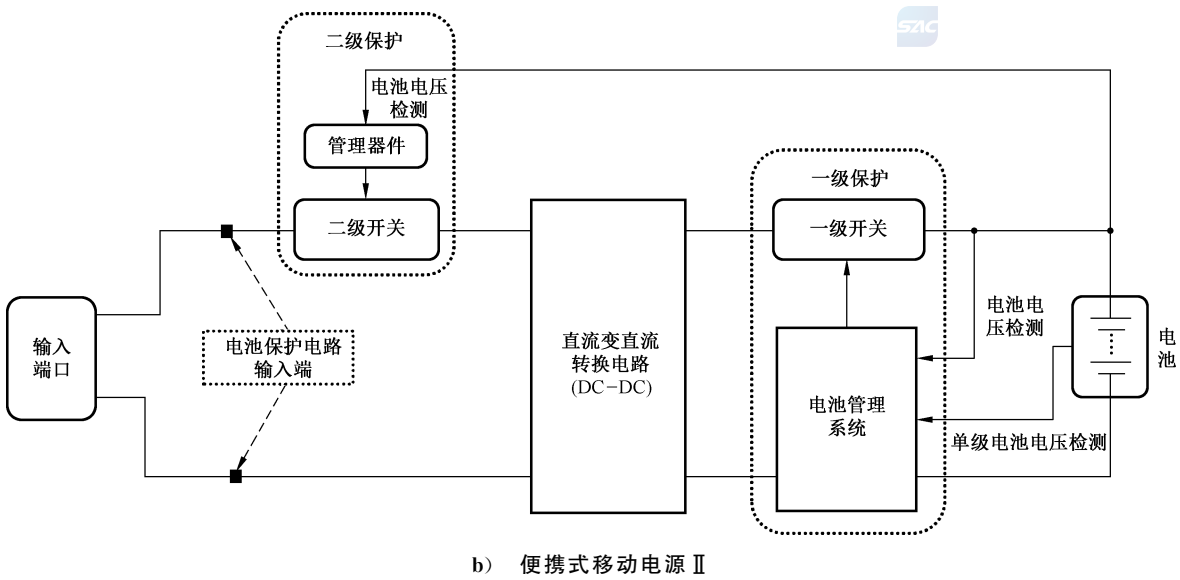 SAC
二级保护
电池电压
检测
管理器件
二级开关
一级保护
一级开关
输入
端口
电池保护电路
输入端
直流变直流
转换电路
(DC-DC)
电池电
压检测
电池管理
系统
单级电池电压检测
电
池
b） 便携式移动电源Ⅱ